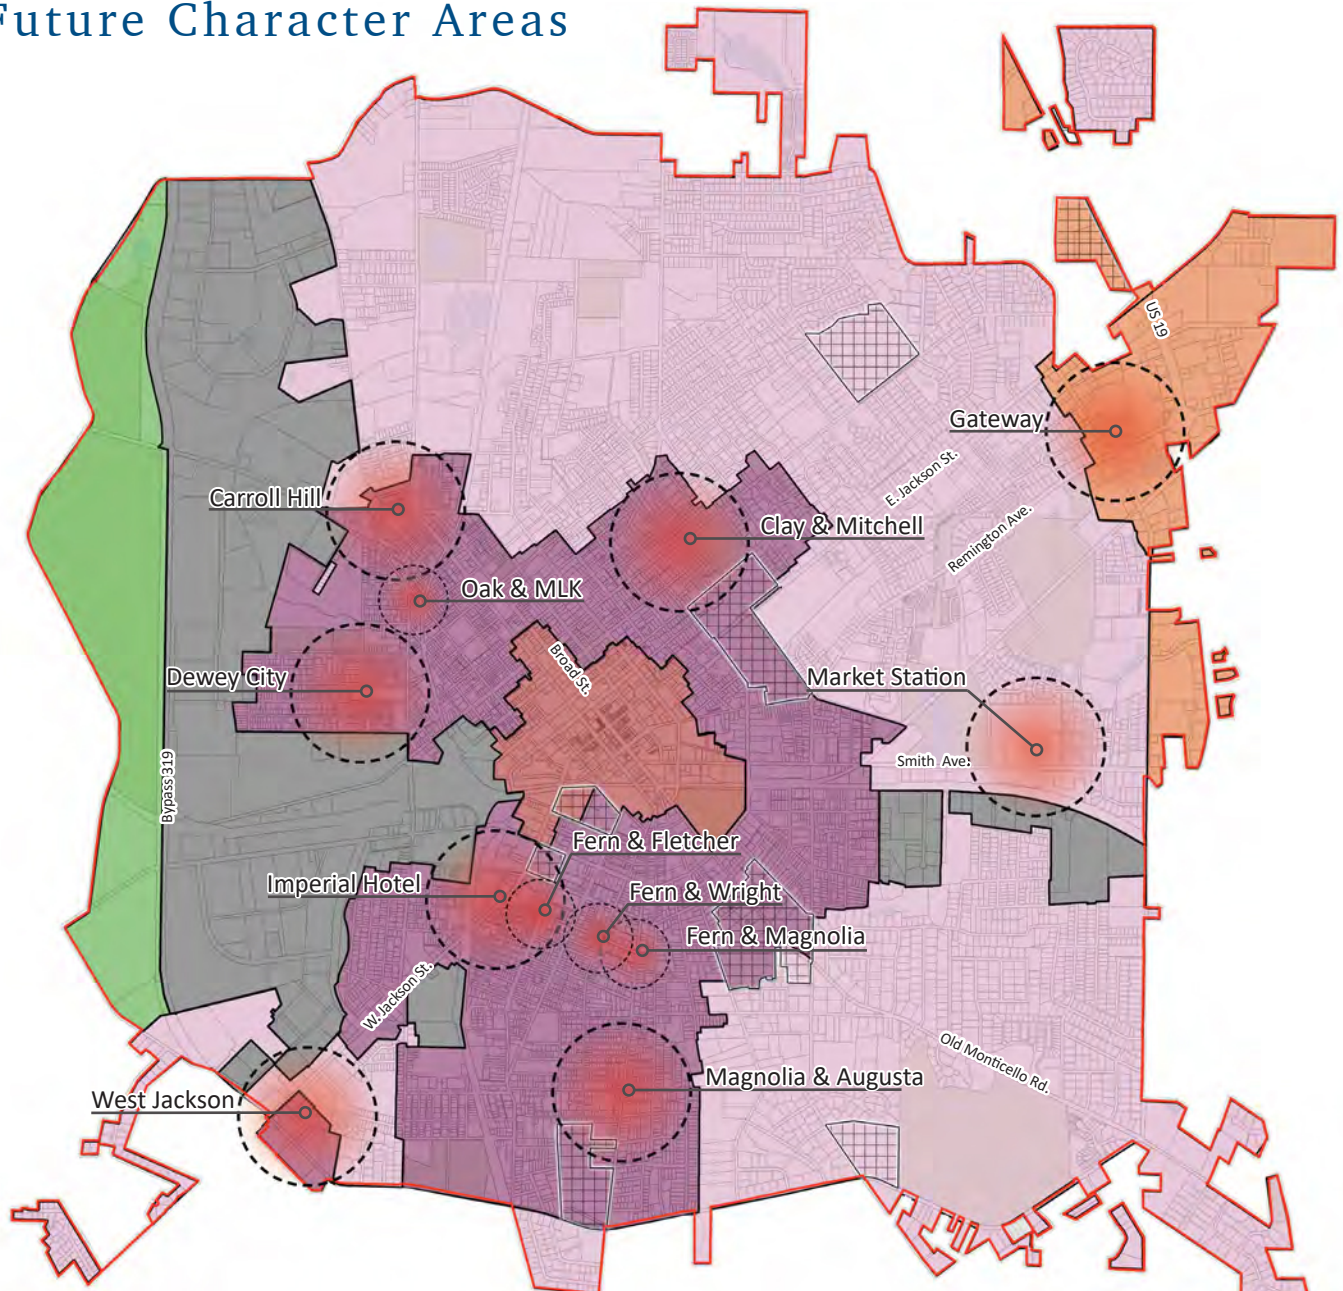 Future Character Areas
US 19
Gateway
E. Jackson St.
Carroll Hill
Clay & Mitchell
Remington Ave.
Oak & MLK
Broad St.
Dewey City
Market Station
Smith Ave.
Bypass 319
Fern & Fletcher
Imperial Hotel
Fern & Wright
Fern & Magnolia
W. Jackson St.
Old Monticello Rd.
Magnolia & Augusta
West Jackson